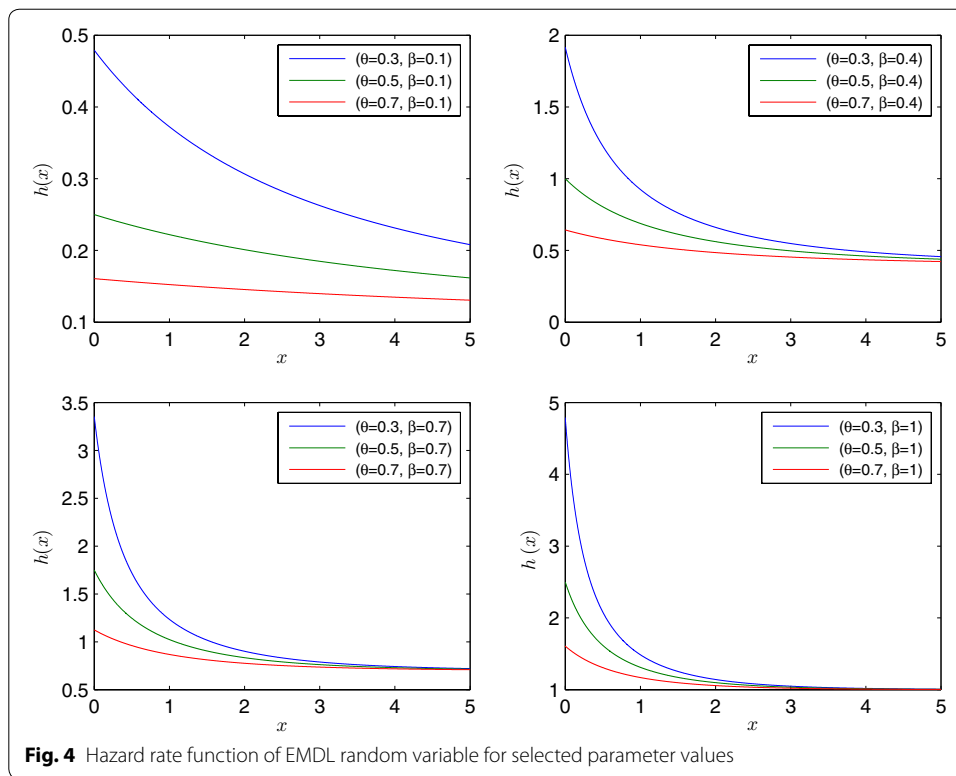 0.5
0.4
0.3
0.2
0.1
h(x)
0 1 2 3 4 5
x
(θ=0.3, β=0.1)
(θ=0.5, β=0.1)
(θ=0.7, β=0.1)
2
1.5
1
0.5
0
h(x)
0 1 2 3 4 5
x
(θ=0.3, β=0.4)
(θ=0.5, β=0.4)
(θ=0.7, β=0.4)
3.5
3
2.5
2
1.5
1
0.5
h(x)
0 1 2 3 4 5
x
(θ=0.3, β=0.7)
(θ=0.5, β=0.7)
(θ=0.7, β=0.7)
5
4
3
2
1
h (x)
0 1 2 3 4 5
x
(θ=0.3, β=1)
(θ=0.5, β=1)
(θ=0.7, β=1)
Fig. 4 Hazard rate function of EMDL random variable for selected parameter values